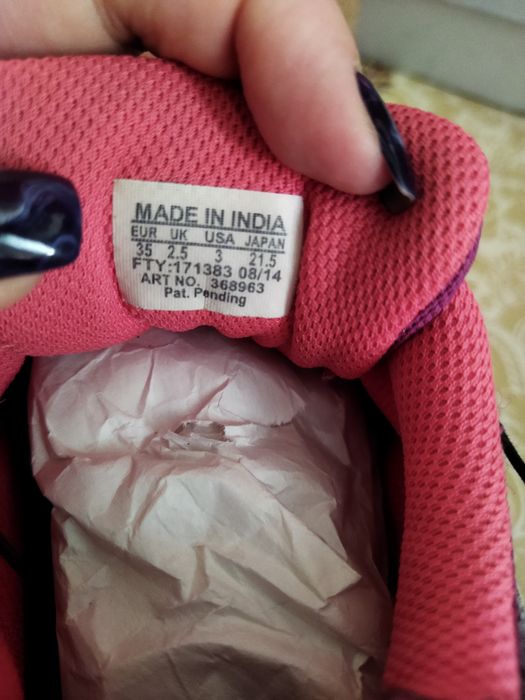 MADE IN INDIA
EUR UK USA JAPAN
35 2.5 3 21.5
FTY:171383 08/14
ART NO. 368963
Pat. Pending